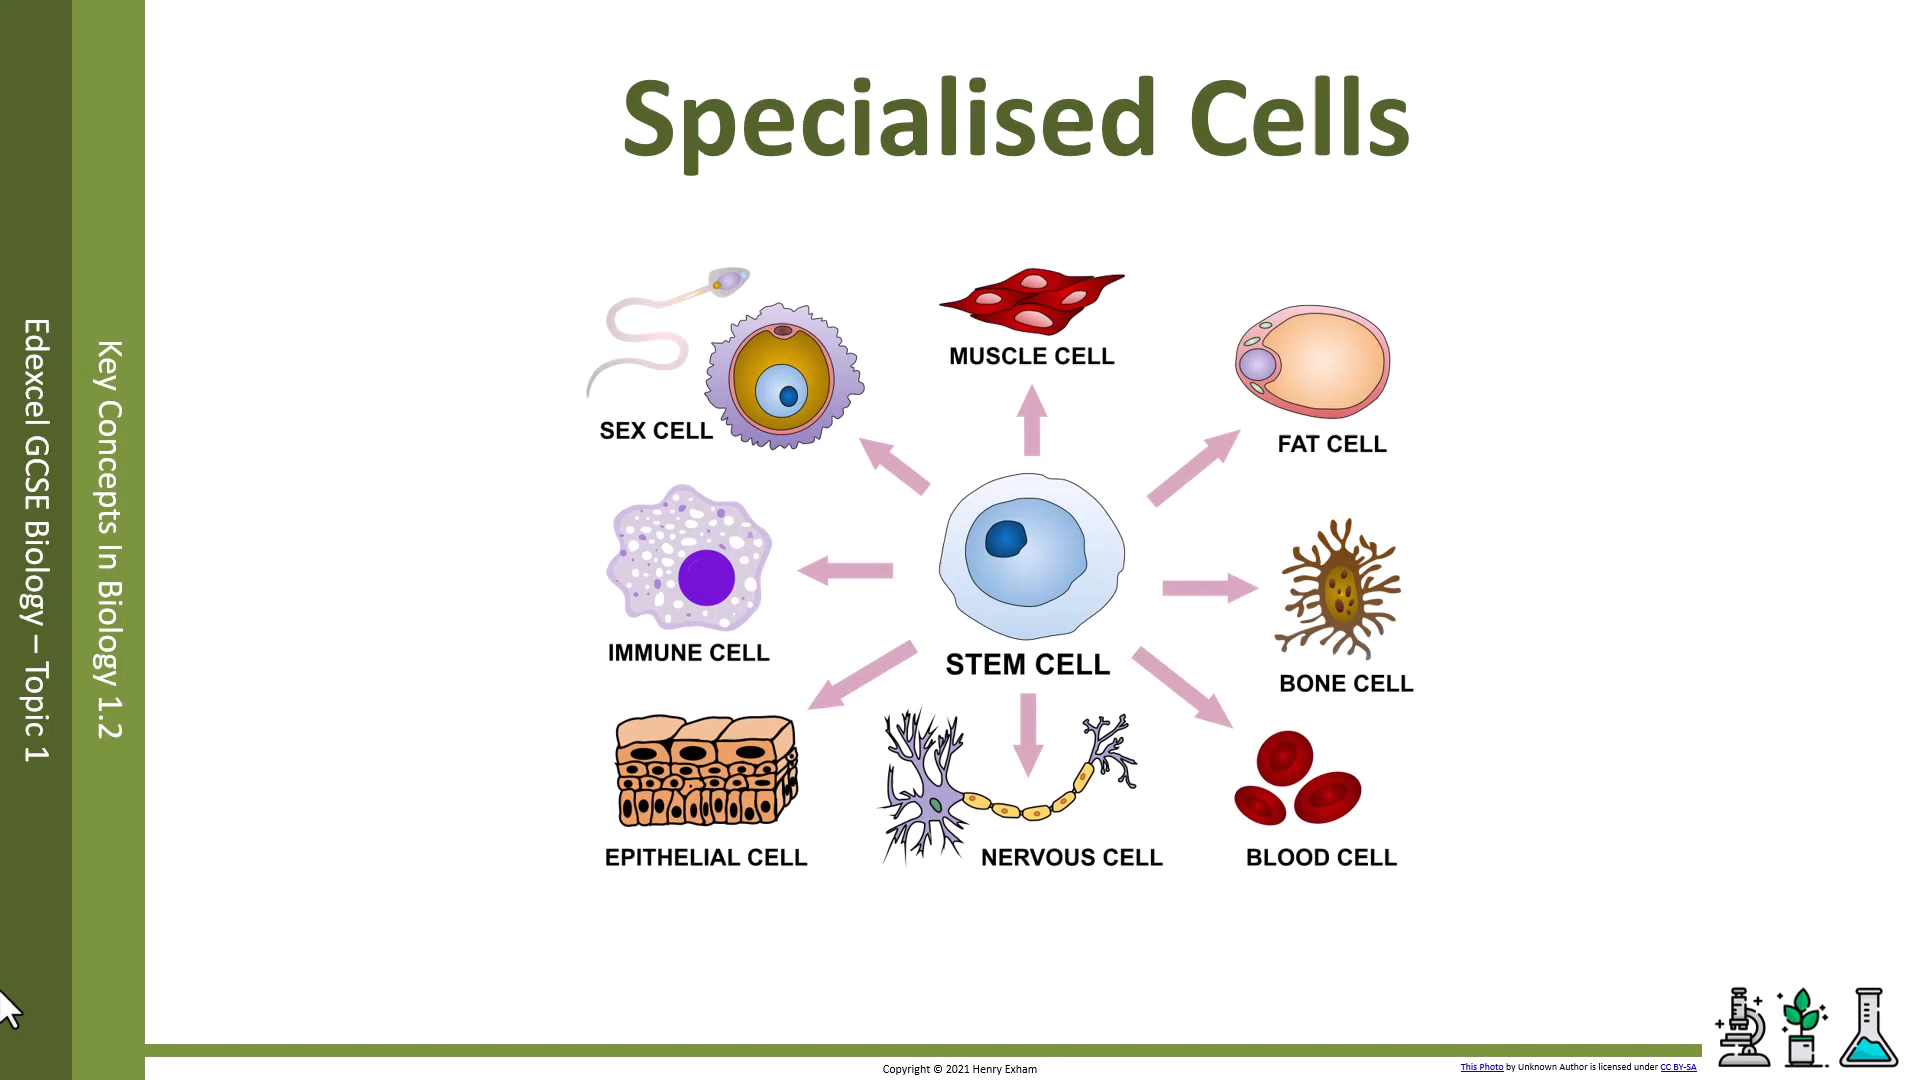 Specialised Cells
Edexcel GCSE Biology – Topic 1
Key Concepts In Biology 1.2
SEX CELL
MUSCLE CELL
FAT CELL
IMMUNE CELL
STEM CELL
BONE CELL
EPITHELIAL CELL
NERVOUS CELL
BLOOD CELL
Copyright © 2021 Henry Exham
This Photo by Unknown Author is licensed under CC BY-SA